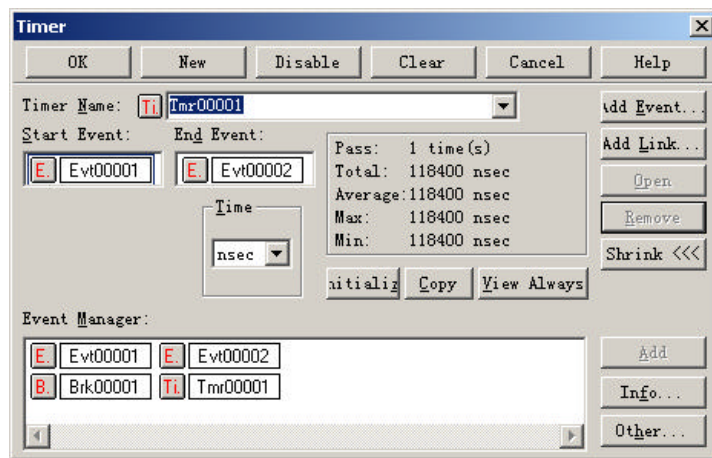 Timer
OK New Disable Clear Cancel Help
Timer Name: Ti. Tmr00001
Add Event...
Start Event: End Event:
E. Evt00001 E. Evt00002
Add Link...
Pass: 1 time(s)
Total: 118400 nsec
Average:118400 nsec
Max: 118400 nsec
Min: 118400 nsec
Open
Time
nsec
Remove
Shrink <<<
nitializ Copy View Always
Event Manager:
E. Evt00001 E. Evt00002
B. Brk00001 Ti. Tmr00001
Add
Info...
Other...